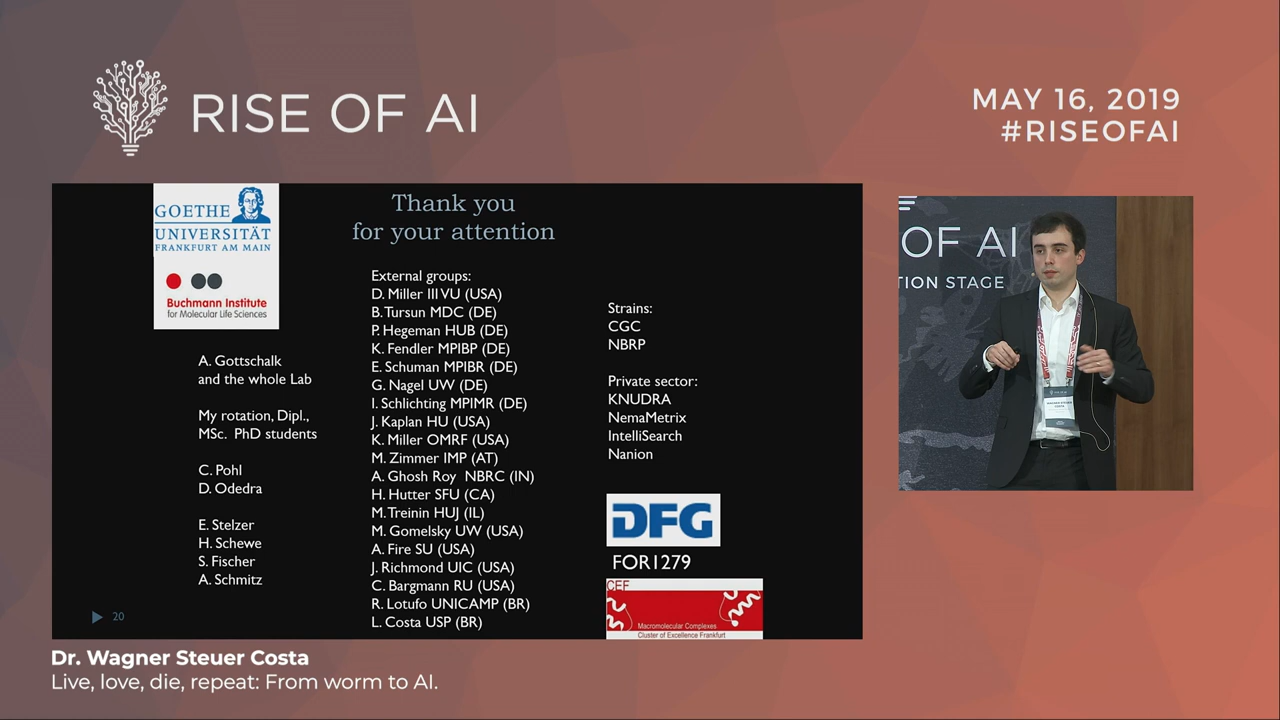 RISE OF AI
MAY 16, 2019
#RISEOFAI
GOETHE
UNIVERSITÄT
FRANKFURT AM MAIN
Buchmann Institute
for Molecular Life Sciences
A. Gottschalk
and the whole Lab
My rotation, Dipl.,
MSc. PhD students
C. Pohl
D. Odedra
E. Stelzer
H. Schewe
S. Fischer
A. Schmitz
20
Thank you
for your attention
External groups:
D. Miller III VU (USA)
B. Tursun MDC (DE)
P. Hegeman HUB (DE)
K. Fendler MPIBP (DE)
E. Schuman MPIBR (DE)
G. Nagel UW (DE)
I. Schlichting MPIMR (DE)
J. Kaplan HU (USA)
K. Miller OMRF (USA)
M. Zimmer IMP (AT)
A. Ghosh Roy NBRC (IN)
H. Hutter SFU (CA)
M. Treinin HUJ (IL)
M. Gomelsky UW (USA)
A. Fire SU (USA)
J. Richmond UIC (USA)
C. Bargmann RU (USA)
R. Lotufo UNICAMP (BR)
L. Costa USP (BR)
Strains:
CGC
NBRP
Private sector:
KNUDRA
NemaMetrix
IntelliSearch
Nanion
DFG
FOR1279
CEF
Macromolecular Complexes
Cluster of Excellence Frankfurt
OF AI
TION STAGE
WAGNER STEUER
COSTA
Dr. Wagner Steuer Costa
Live, love, die, repeat: From worm to AI.